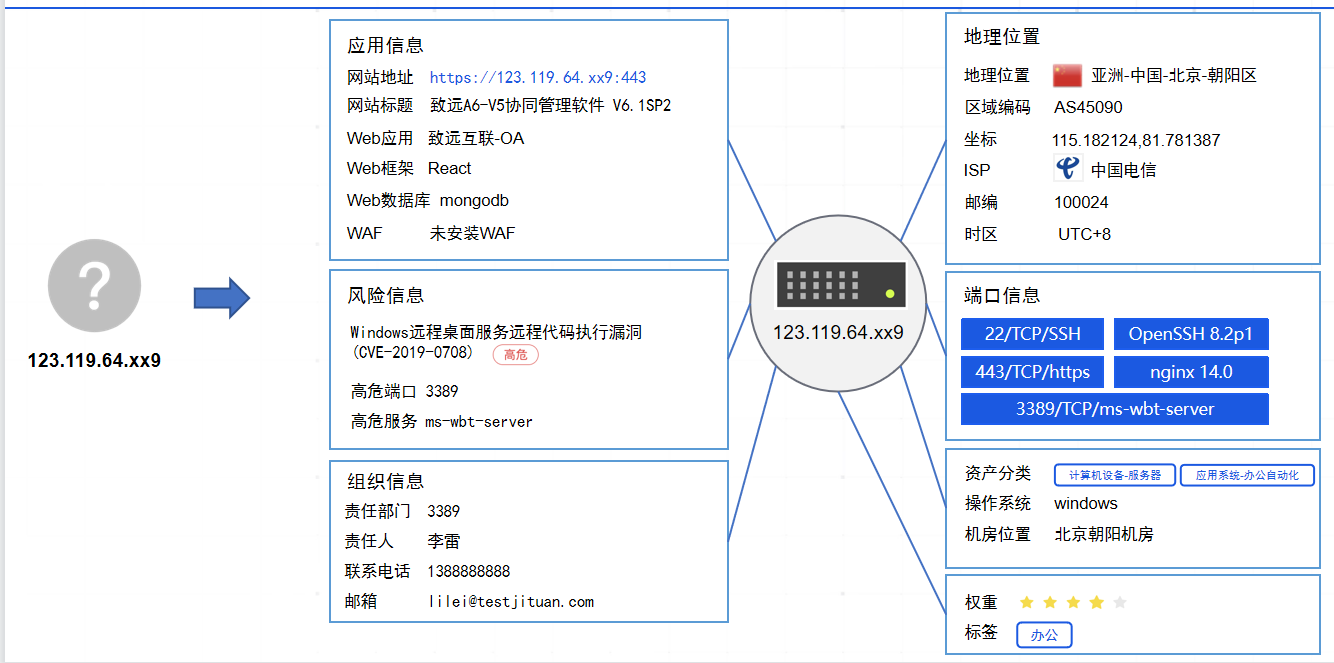 ?
123.119.64.xx9
应用信息
网站地址 https://123.119.64.xx9:443
网站标题 致远A6-V5协同管理软件 V6.1SP2
Web应用 致远互联-OA
Web框架 React
Web数据库 mongodb
WAF 未安装WAF
风险信息
Windows远程桌面服务远程代码执行漏洞
(CVE-2019-0708) 高危
高危端口 3389
高危服务 ms-wbt-server
组织信息
责任部门 3389
责任人 李雷
联系电话 1388888888
邮箱 lilei@testjituan.com
123.119.64.xx9
地理位置
地理位置 亚洲-中国-北京-朝阳区
区域编码 AS45090
坐标 115.182124,81.781387
ISP 中国电信
邮编 100024
时区 UTC+8
端口信息
22/TCP/SSH OpenSSH 8.2p1
443/TCP/https nginx 14.0
3389/TCP/ms-wbt-server
资产分类 计算机设备-服务器 应用系统-办公自动化
操作系统 windows
机房位置 北京朝阳机房
权重
标签 办公